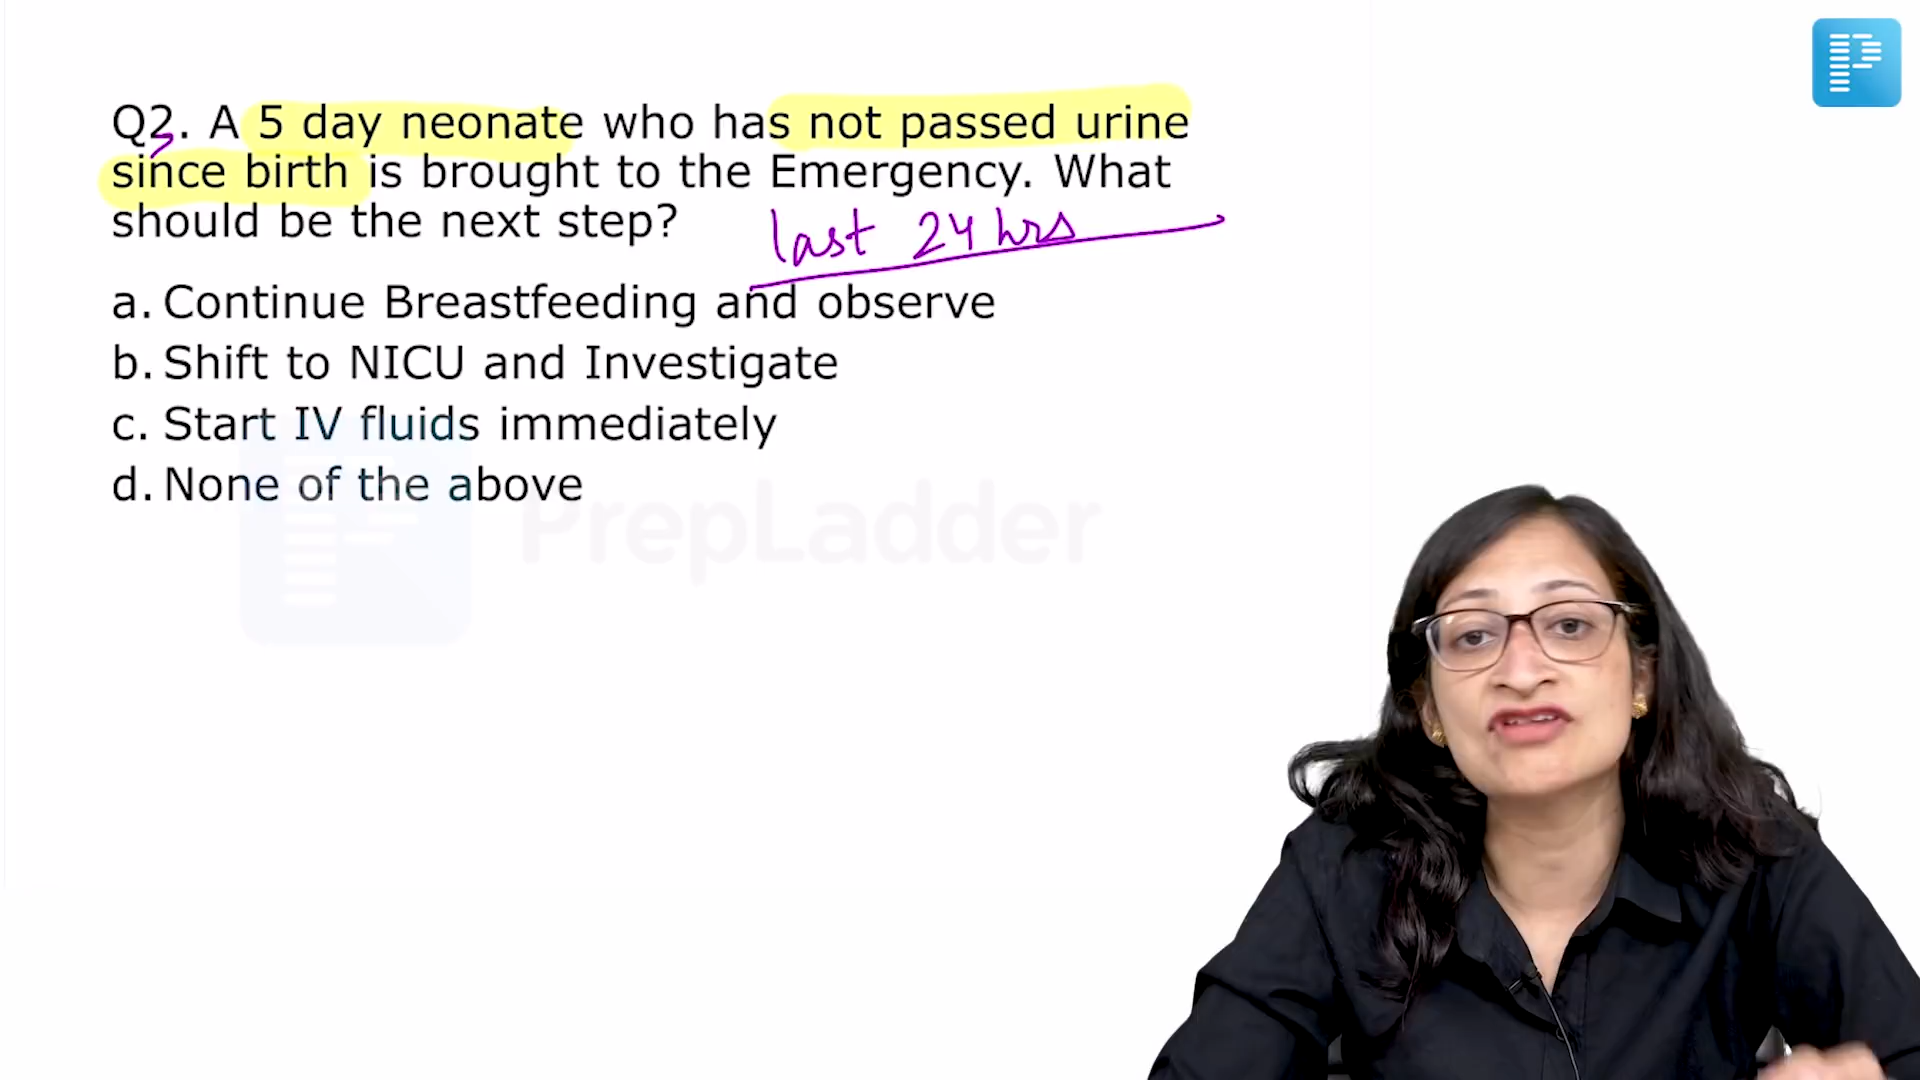 Q2. A 5 day neonate who has not passed urine
since birth is brought to the Emergency. What
should be the next step?
last 24 hrs
a. Continue Breastfeeding and observe
b. Shift to NICU and Investigate
c. Start IV fluids immediately
d. None of the above
PrepLadder